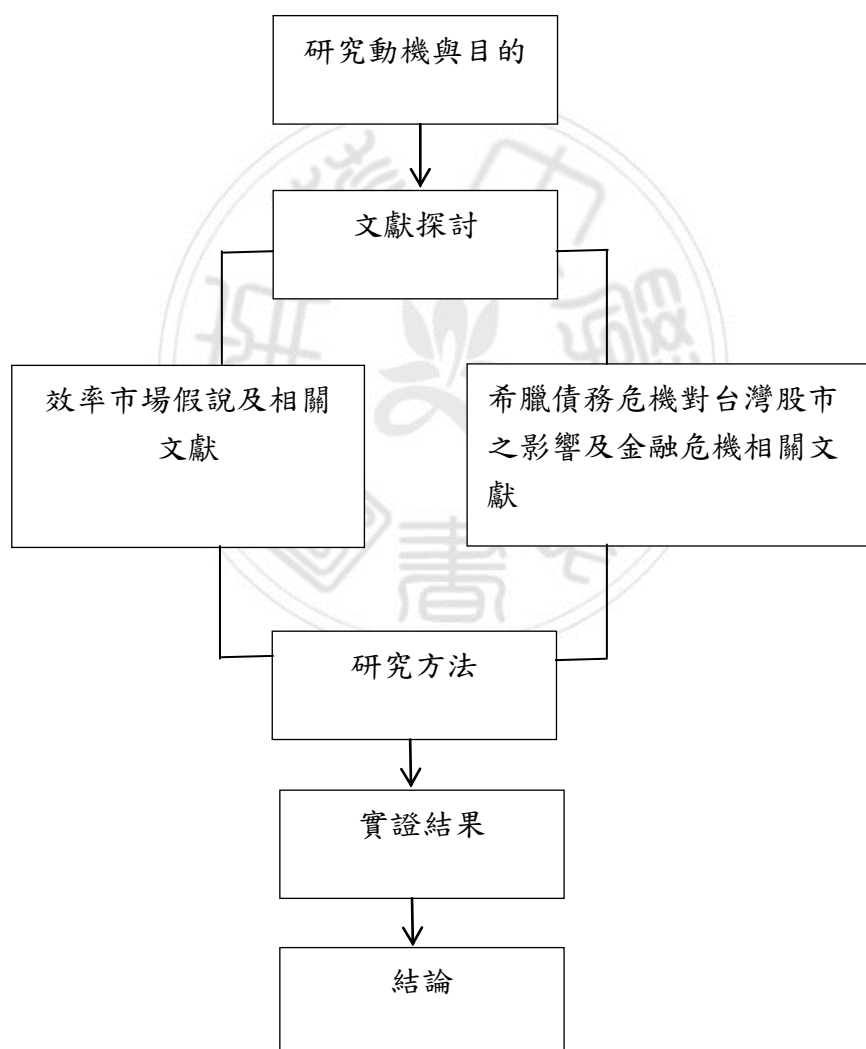 研究動機與目的
文獻探討
效率市場假說及相關
文獻
希臘債務危機對台灣股市
之影響及金融危機相關文
獻
書
研究方法
實證結果
結論